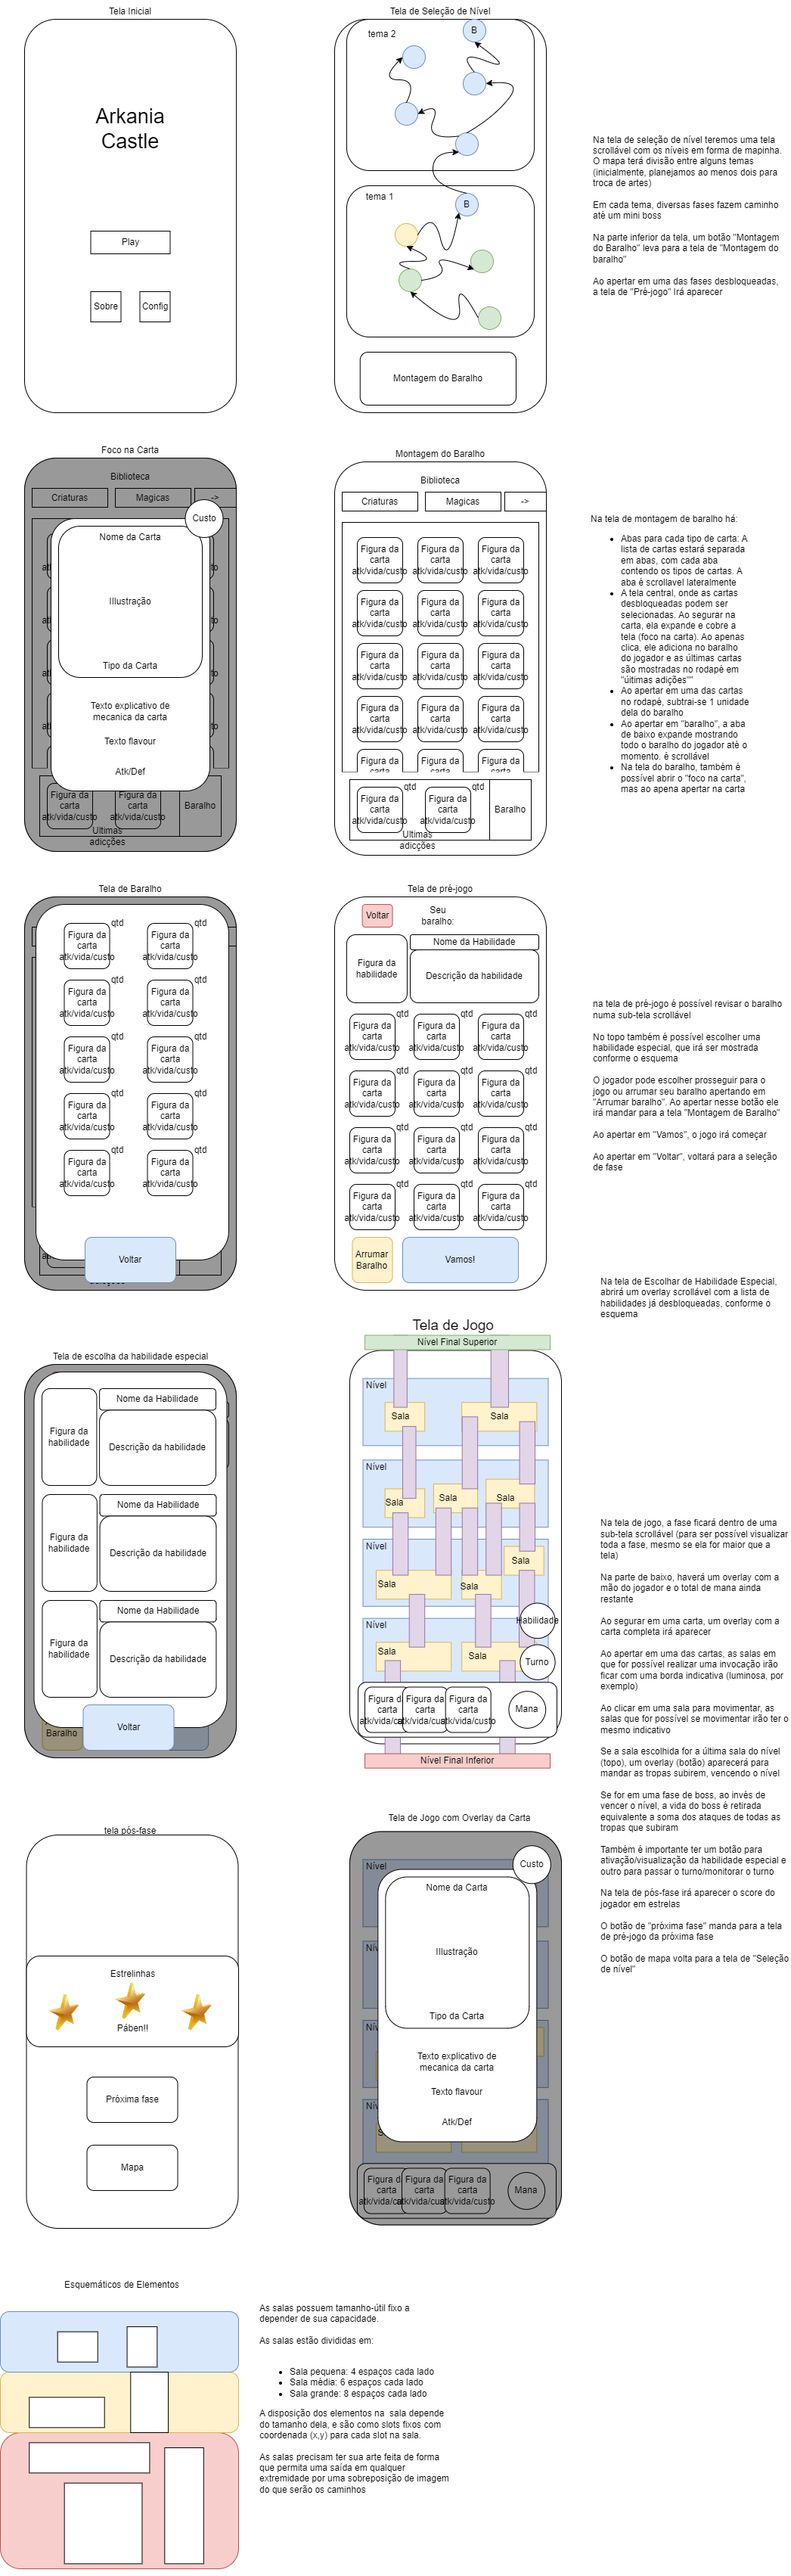 Tela Inicial
Arkania
Castle
Play
Sobre
Config
Tela de Seleção de Nível
tema 2
B
tema 1
B
Montagem do Baralho
Na tela de seleção de nível teremos uma tela
scrollável com os níveis em forma de mapinha.
O mapa terá divisão entre alguns temas
(inicialmente, planejamos ao menos dois para
troca de artes)
Em cada tema, diversas fases fazem caminho
até um mini boss
Na parte inferior da tela, um botão "Montagem
do Baralho" leva para a tela de "Montagem do
baralho"
Ao apertar em uma das fases desbloqueadas,
a tela de "Pré-jogo" Irá aparecer
Foco na Carta
Biblioteca
Criaturas
Magicas
->
Custo
Nome da Carta
Illustração
Tipo da Carta
Texto explicativo de
mecanica da carta
Texto flavour
Atk/Def
Figura da
carta
atk/vida/custo
Figura da
carta
atk/vida/custo
Baralho
Ultimas
adicções
Montagem do Baralho
Biblioteca
Criaturas
Magicas
->
Figura da
carta
atk/vida/custo
Figura da
carta
atk/vida/custo
Figura da
carta
atk/vida/custo
Figura da
carta
atk/vida/custo
Figura da
carta
atk/vida/custo
Figura da
carta
atk/vida/custo
Figura da
carta
atk/vida/custo
Figura da
carta
atk/vida/custo
Figura da
carta
atk/vida/custo
Figura da
carta
atk/vida/custo
Figura da
carta
atk/vida/custo
Figura da
carta
atk/vida/custo
Figura da
carta
Figura da
carta
Figura da
carta
qtd
qtd
Figura da
carta
atk/vida/custo
Figura da
carta
atk/vida/custo
Baralho
Ultimas
adicções
Na tela de montagem de baralho há:
• Abas para cada tipo de carta: A
lista de cartas estará separada
em abas, com cada aba
contendo os tipos de cartas. A
aba é scrollavel lateralmente
• A tela central, onde as cartas
desbloqueadas podem ser
selecionadas. Ao segurar na
carta, ela expande e cobre a
tela (foco na carta). Ao apenas
clica, ele adiciona no baralho
do jogador e as últimas cartas
são mostradas no rodapé em
"úitimas adições""
• Ao apertar em uma das cartas
no rodapé, subtrai-se 1 unidade
dela do baralho
• Ao apertar em "baralho", a aba
de baixo expande mostrando
todo o baralho do jogador até o
momento. é scrollável
• Na tela do baralho, também é
possível abrir o "foco na carta",
mas ao apena apertar na carta
Tela de Baralho
qtd
qtd
Figura da
carta
atk/vida/custo
Figura da
carta
atk/vida/custo
qtd
qtd
Figura da
carta
atk/vida/custo
Figura da
carta
atk/vida/custo
qtd
qtd
Figura da
carta
atk/vida/custo
Figura da
carta
atk/vida/custo
qtd
qtd
Figura da
carta
atk/vida/custo
Figura da
carta
atk/vida/custo
qtd
qtd
Figura da
carta
atk/vida/custo
Figura da
carta
atk/vida/custo
Voltar
Tela de pré-jogo
Voltar
Seu
baralho:
Figura da
habilidade
Nome da Habilidade
Descrição da habilidade
qtd
qtd
qtd
Figura da
carta
atk/vida/custo
Figura da
carta
atk/vida/custo
Figura da
carta
atk/vida/custo
qtd
qtd
qtd
Figura da
carta
atk/vida/custo
Figura da
carta
atk/vida/custo
Figura da
carta
atk/vida/custo
qtd
qtd
qtd
Figura da
carta
atk/vida/custo
Figura da
carta
atk/vida/custo
Figura da
carta
atk/vida/custo
qtd
qtd
qtd
Figura da
carta
atk/vida/custo
Figura da
carta
atk/vida/custo
Figura da
carta
atk/vida/custo
Arrumar
Baralho
Vamos!
na tela de pré-jogo é possível revisar o baralho
numa sub-tela scrollável
No topo também é possível escolher uma
habilidade especial, que irá ser mostrada
conforme o esquema
O jogador pode escolher prosseguir para o
jogo ou arrumar seu baralho apertando em
"Arrumar baralho". Ao apertar nesse botão ele
irá mandar para a tela "Montagem de Baralho"
Ao apertar em "Vamos", o jogo irá começar
Ao apertar em "Voltar", voltará para a seleção
de fase
Na tela de Escolhar de Habilidade Especial,
abrirá um overlay scrollável com a lista de
habilidades já desbloqueadas, conforme o
esquema
Tela de escolha da habilidade especial
Figura da
habilidade
Nome da Habilidade
Descrição da habilidade
Figura da
habilidade
Nome da Habilidade
Descrição da habilidade
Figura da
habilidade
Nome da Habilidade
Descrição da habilidade
Baralho
Voltar
Tela de Jogo
Nível Final Superior
Nível
Sala
Sala
Nível
Sala
Sala
Sala
Nível
Sala
Sala
Sala
Nível
Sala
Sala
Habilidade
Turno
Figura da
carta
atk/vida/custo
Figura da
carta
atk/vida/custo
Figura da
carta
atk/vida/custo
Mana
Nível Final Inferior
Na tela de jogo, a fase ficará dentro de uma
sub-tela scrollável (para ser possível visualizar
toda a fase, mesmo se ela for maior que a
tela)
Na parte de baixo, haverá um overlay com a
mão do jogador e o total de mana ainda
restante
Ao segurar em uma carta, um overlay com a
carta completa irá aparecer
Ao apertar em uma das cartas, as salas em
que for possível realizar uma invocação irão
ficar com uma borda indicativa (luminosa, por
exemplo)
Ao clicar em uma sala para movimentar, as
salas que for possível se movimentar irão ter o
mesmo indicativo
Se a sala escolhida for a última sala do nível
(topo), um overlay (botão) aparecerá para
mandar as tropas subirem, vencendo o nível
Se for em uma fase de boss, ao invés de
vencer o nível, a vida do boss é retirada
equivalente a soma dos ataques de todas as
tropas que subiram
Também é importante ter um botão para
ativação/visualização da habilidade especial e
outro para passar o turno/monitorar o turno
Na tela de pós-fase irá aparecer o score do
jogador em estrelas
O botão de "próxima fase" manda para a tela
de pré-jogo da próxima fase
O botão de mapa volta para a tela de "Seleção
de nível"
tela pós-fase
Estrelinhas
Páben!!
Próxima fase
Mapa
Tela de Jogo com Overlay da Carta
Nível
Custo
Nome da Carta
Illustração
Tipo da Carta
Texto explicativo de
mecanica da carta
Texto flavour
Atk/Def
Figura da
carta
atk/vida/custo
Figura da
carta
atk/vida/custo
Figura da
carta
atk/vida/custo
Mana
Esquemáticos de Elementos
As salas possuem tamanho-útil fixo a
depender de sua capacidade.
As salas estão divididas em:
• Sala pequena: 4 espaços cada lado
• Sala média: 6 espaços cada lado
• Sala grande: 8 espaços cada lado
A disposição dos elementos na sala depende
do tamanho dela, e são como slots fixos com
coordenada (x,y) para cada slot na sala.
As salas precisam ter sua arte feita de forma
que permita uma saída em qualquer
extremidade por uma sobreposição de imagem
do que serão os caminhos